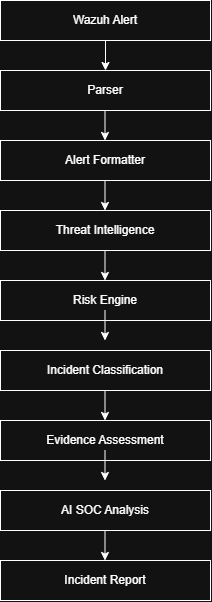 Wazuh Alert
Parser
Alert Formatter
Threat Intelligence
Risk Engine
Incident Classification
Evidence Assessment
AI SOC Analysis
Incident Report